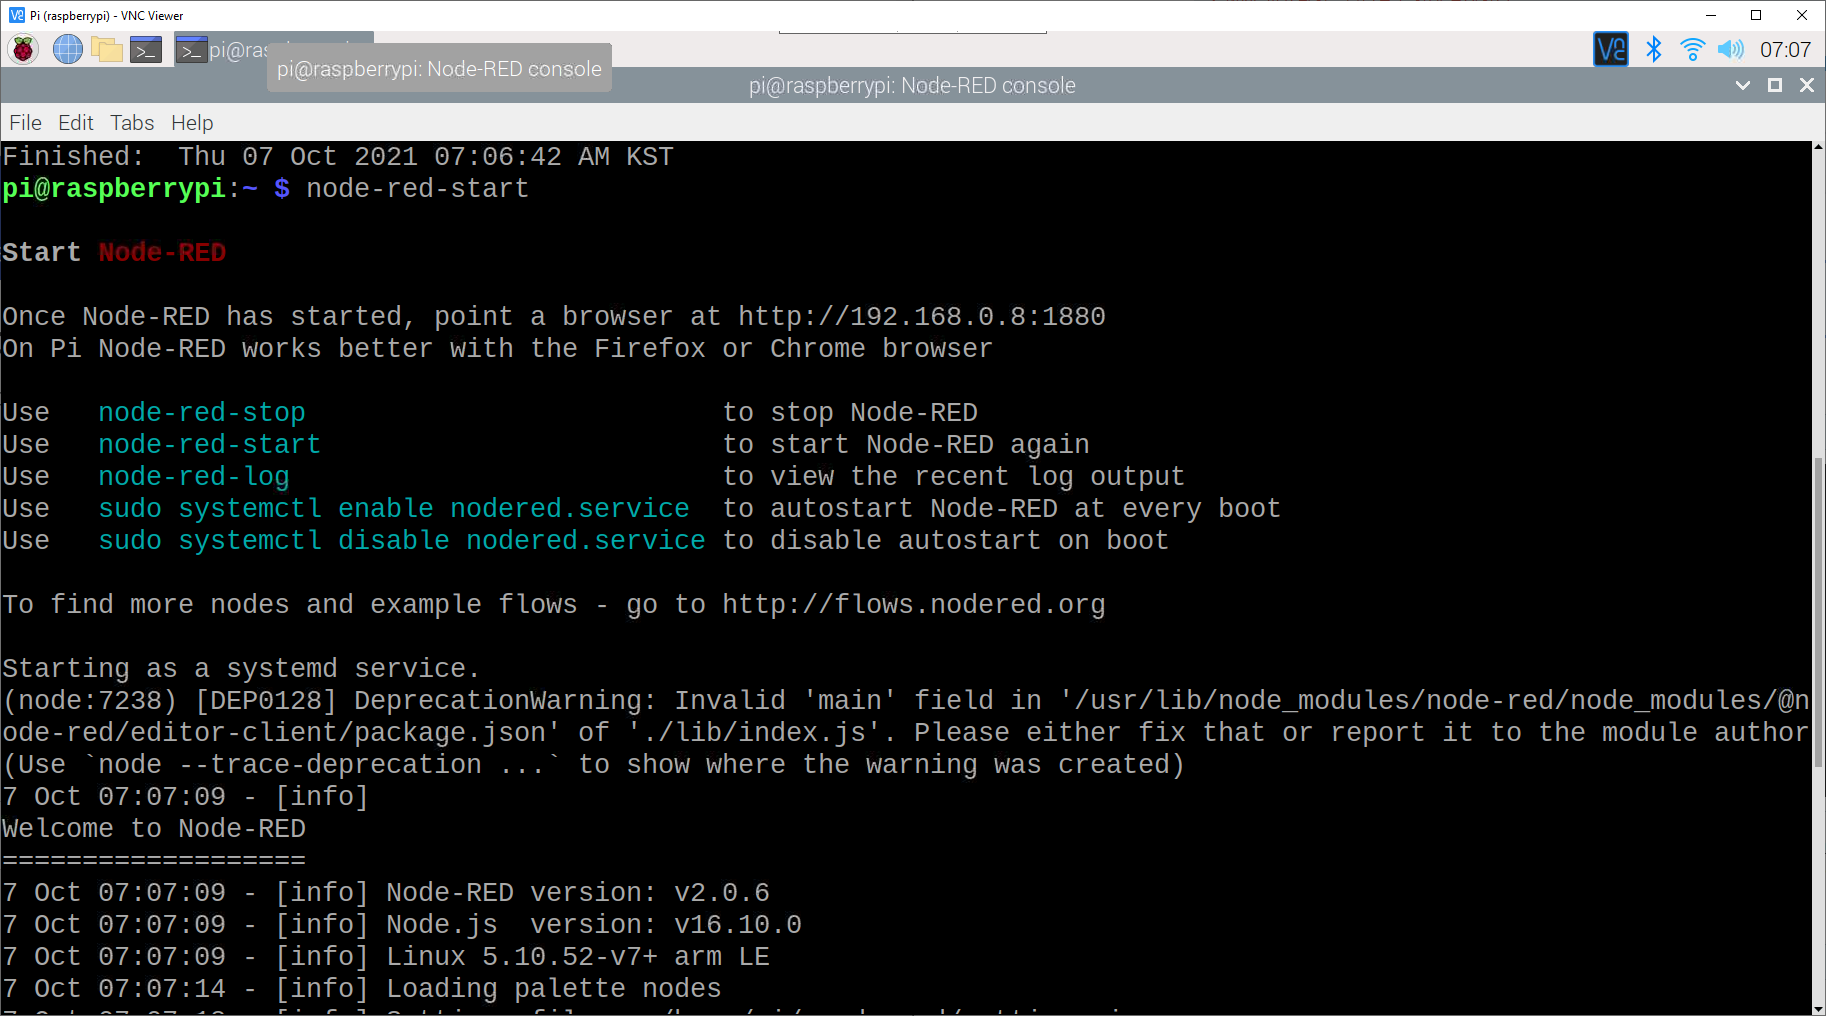 Pi (raspberrypi) - VNC Viewer
07:07
pi@raspberrypi: Node-RED console
pi@raspberrypi: Node-RED console
File Edit Tabs Help
Finished:  Thu 07 Oct 2021 07:06:42 AM KST
pi@raspberrypi:~ $ node-red-start
Start Node-RED
Once Node-RED has started, point a browser at http://192.168.0.8:1880
On Pi Node-RED works better with the Firefox or Chrome browser
Use   node-red-stop                          to stop Node-RED
Use   node-red-start                         to start Node-RED again
Use   node-red-log                           to view the recent log output
Use   sudo systemctl enable nodered.service  to autostart Node-RED at every boot
Use   sudo systemctl disable nodered.service to disable autostart on boot
To find more nodes and example flows - go to http://flows.nodered.org
Starting as a systemd service.
(node:7238) [DEP0128] DeprecationWarning: Invalid 'main' field in '/usr/lib/node_modules/node-red/node_modules/@n
ode-red/editor-client/package.json' of './lib/index.js'. Please either fix that or report it to the module author
(Use `node --trace-deprecation ...` to show where the warning was created)
7 Oct 07:07:09 - [info]
Welcome to Node-RED
===================
7 Oct 07:07:09 - [info] Node-RED version: v2.0.6
7 Oct 07:07:09 - [info] Node.js  version: v16.10.0
7 Oct 07:07:09 - [info] Linux 5.10.52-v7+ arm LE
7 Oct 07:07:14 - [info] Loading palette nodes